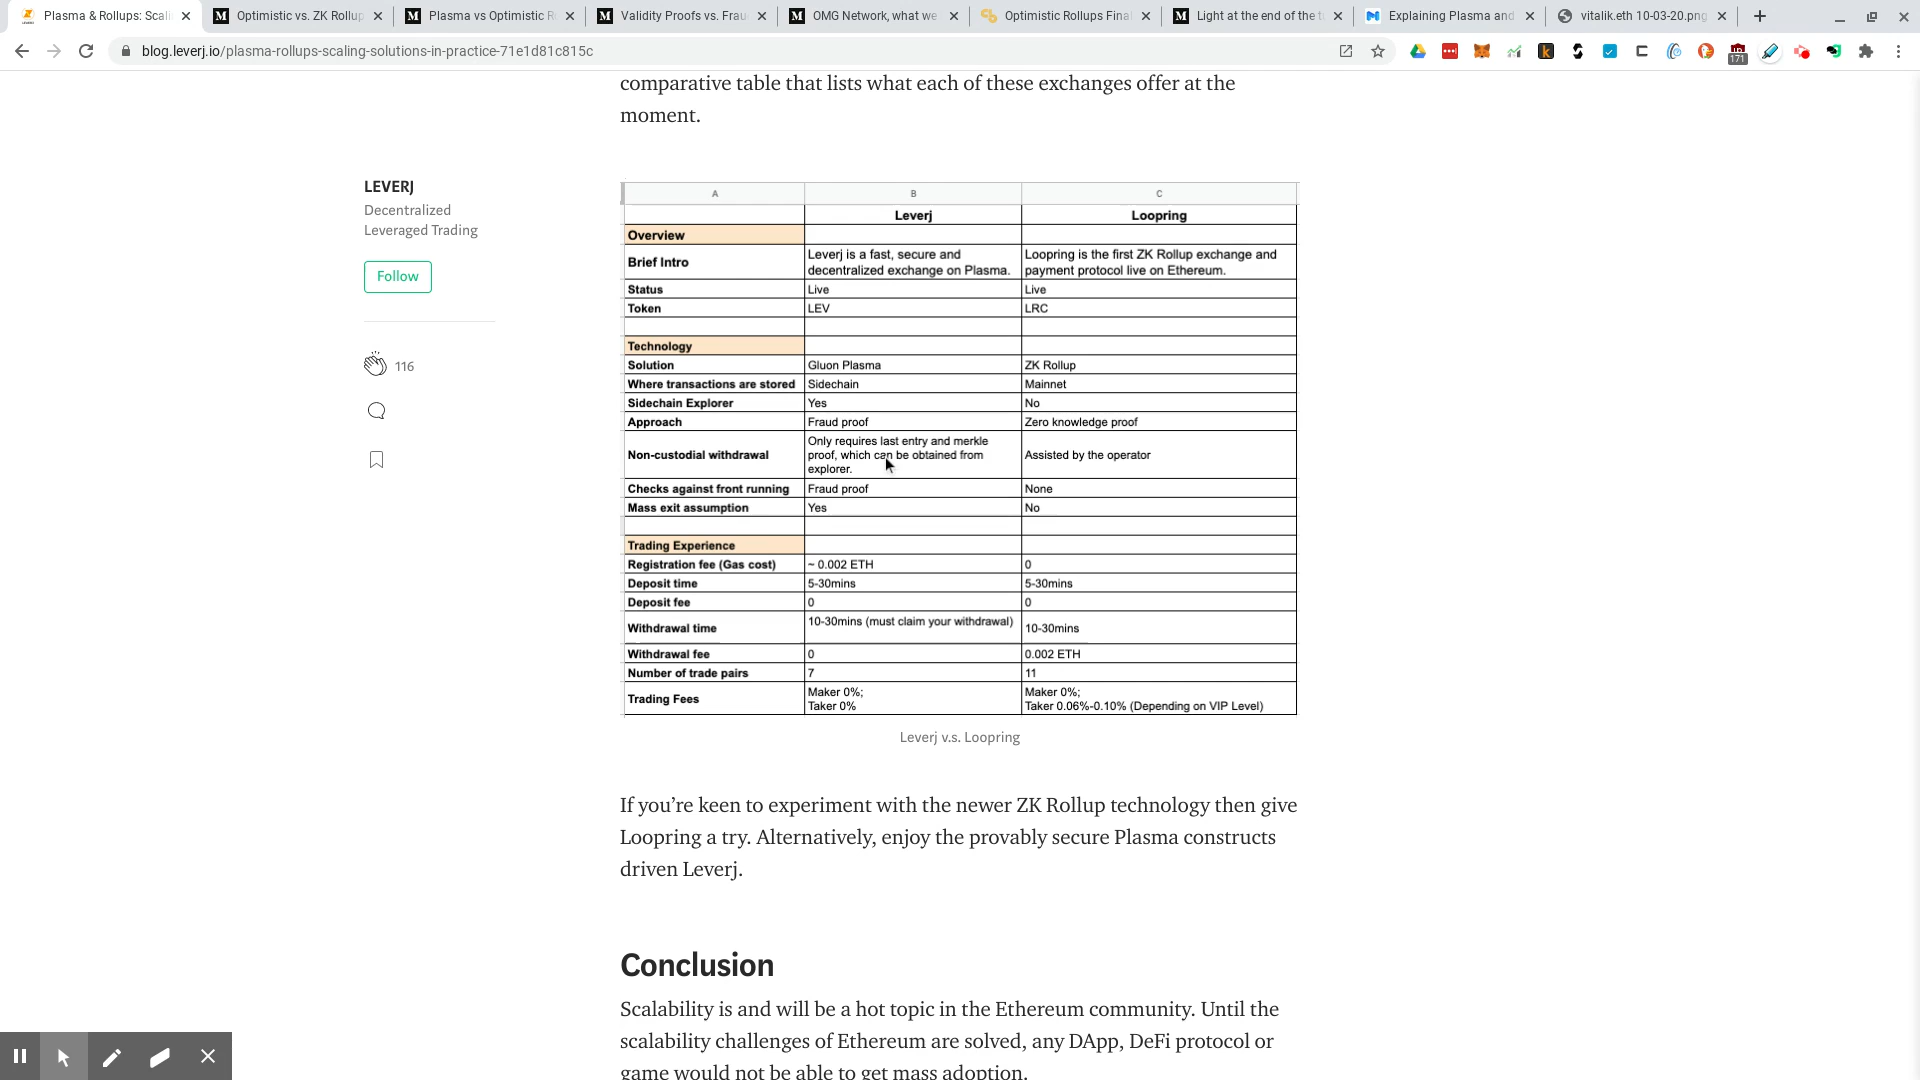 Plasma & Rollups: Scali
Optimistic vs. ZK Rollup
Plasma vs Optimistic R
Validity Proofs vs. Frau
OMG Network, what we
Optimistic Rollups Fina
Light at the end of the t
Explaining Plasma and
vitalik.eth 10-03-20.png
blog.leverj.io/plasma-rollups-scaling-solutions-in-practice-71e1d81c815c
171
comparative table that lists what each of these exchanges offer at the
moment.
LEVERJ
Decentralized
Leveraged Trading
Follow
116
A B C
Leverj Loopring
Overview
Brief Intro Leverj is a fast, secure and decentralized exchange on Plasma. Loopring is the first ZK Rollup exchange and payment protocol live on Ethereum.
Status Live Live
Token LEV LRC
Technology
Solution Gluon Plasma ZK Rollup
Where transactions are stored Sidechain Mainnet
Sidechain Explorer Yes No
Approach Fraud proof Zero knowledge proof
Non-custodial withdrawal Only requires last entry and merkle proof, which can be obtained from explorer. Assisted by the operator
Checks against front running Fraud proof None
Mass exit assumption Yes No
Trading Experience
Registration fee (Gas cost) ~ 0.002 ETH 0
Deposit time 5-30mins 5-30mins
Deposit fee 0 0
Withdrawal time 10-30mins (must claim your withdrawal) 10-30mins
Withdrawal fee 0 0.002 ETH
Number of trade pairs 7 11
Trading Fees Maker 0%; Taker 0% Maker 0%; Taker 0.06%-0.10% (Depending on VIP Level)
Leverj v.s. Loopring
If you’re keen to experiment with the newer ZK Rollup technology then give
Loopring a try. Alternatively, enjoy the provably secure Plasma constructs
driven Leverj.
Conclusion
Scalability is and will be a hot topic in the Ethereum community. Until the
scalability challenges of Ethereum are solved, any DApp, DeFi protocol or
game would not be able to get mass adoption.